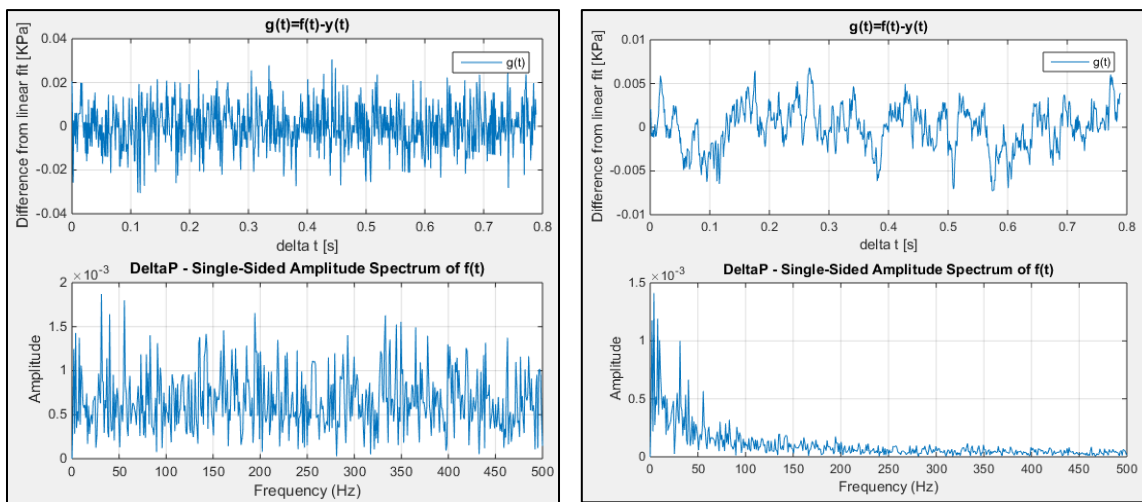 g(t)=f(t)-y(t)
Difference from linear fit [KPa]
0.04
0.02
0
-0.02
-0.04
g(t)
0 0.1 0.2 0.3 0.4 0.5 0.6 0.7 0.8
delta t [s]
DeltaP - Single-Sided Amplitude Spectrum of f(t)
×10-3
Amplitude
2
1.5
1
0.5
0
0 50 100 150 200 250 300 350 400 450 500
Frequency (Hz)
g(t)=f(t)-y(t)
Difference from linear fit [KPa]
0.01
0.005
0
-0.005
-0.01
g(t)
0 0.1 0.2 0.3 0.4 0.5 0.6 0.7 0.8
delta t [s]
DeltaP - Single-Sided Amplitude Spectrum of f(t)
×10-3
Amplitude
1.5
1
0.5
0
0 50 100 150 200 250 300 350 400 450 500
Frequency (Hz)